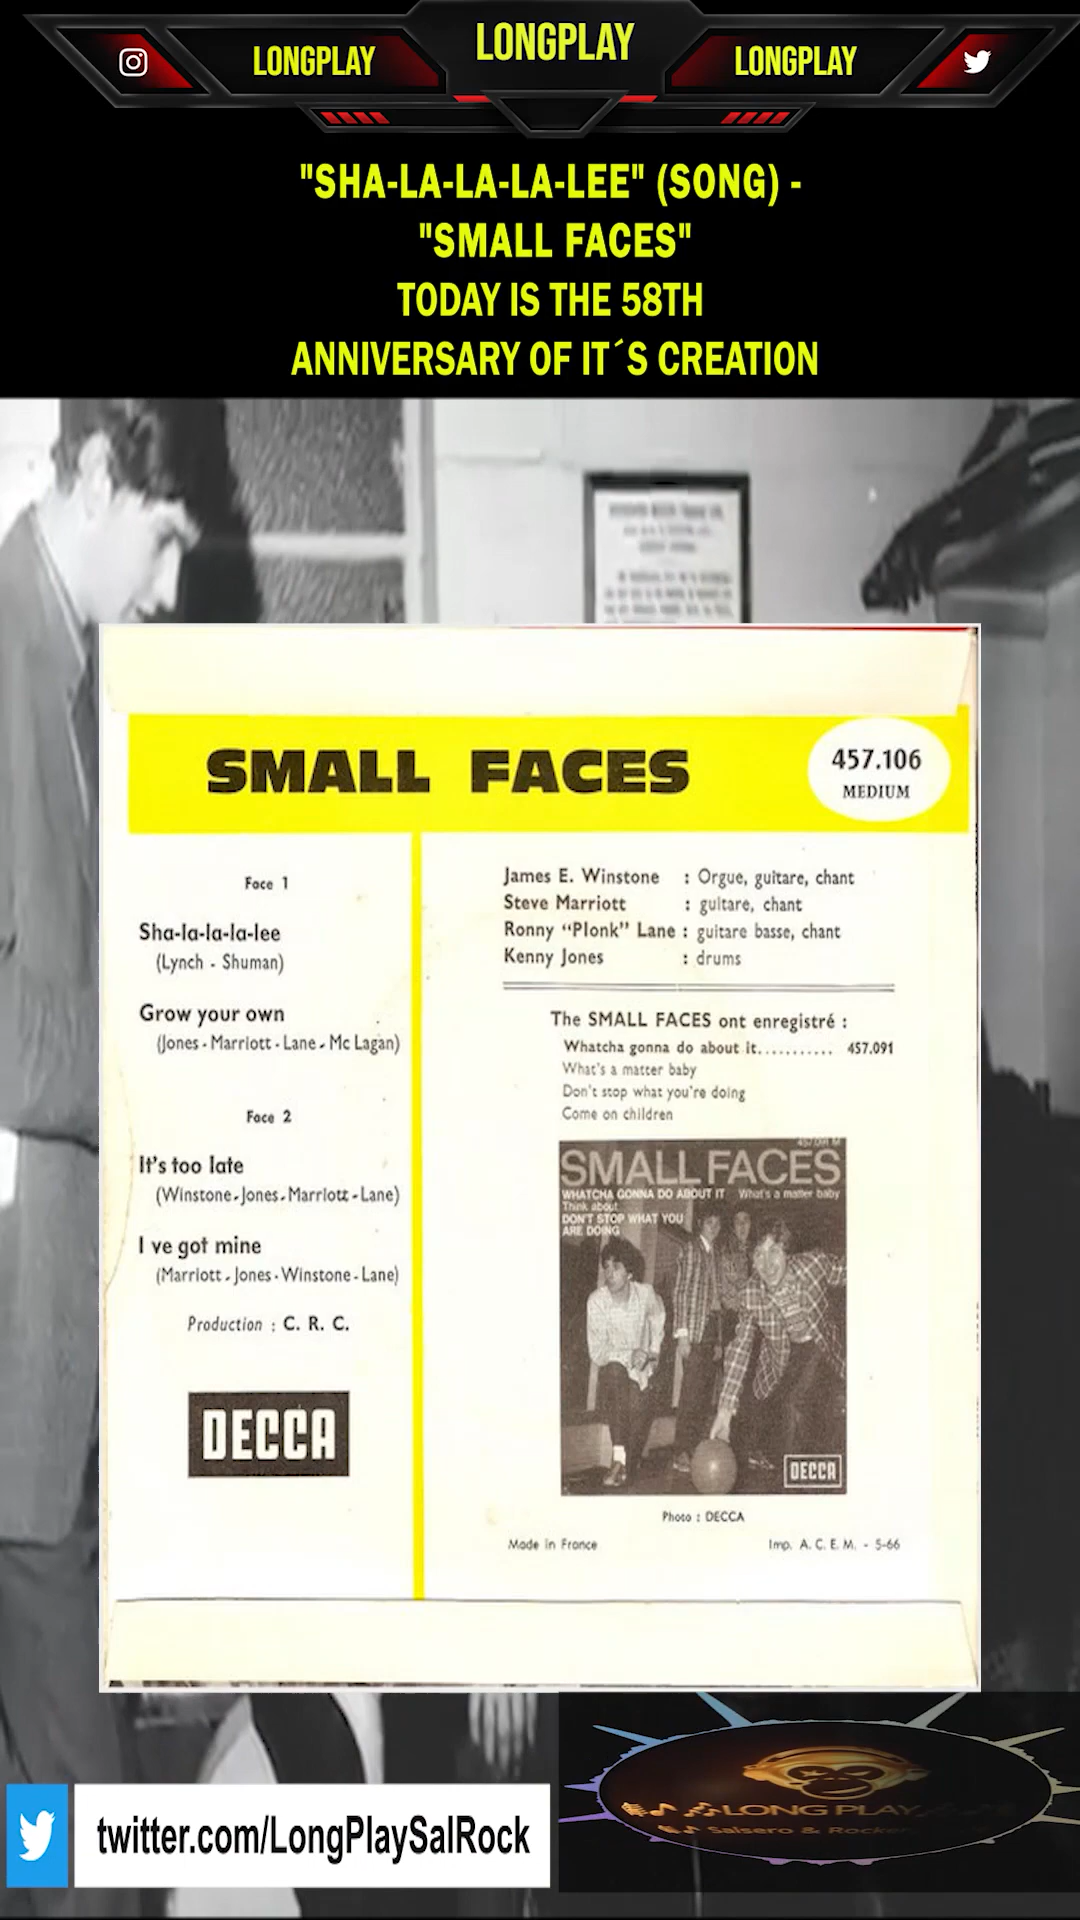 LONGPLAY
LONGPLAY
LONGPLAY
"SHA-LA-LA-LA-LEE" (SONG) -
"SMALL FACES"
TODAY IS THE 58TH
ANNIVERSARY OF IT´S CREATION
SMALL FACES
457.106
MEDIUM
Face 1
Sha-la-la-la-lee
(Lynch - Shuman)
Grow your own
(Jones - Marriott - Lane - Mc Lagan)
Face 2
It's too late
(Winstone - Jones - Marriott - Lane)
I ve got mine
(Marriott - Jones - Winstone - Lane)
Production : C. R. C.
DECCA
James E. Winstone : Orgue, guitare, chant
Steve Marriott : guitare, chant
Ronny "Plonk" Lane : guitare basse, chant
Kenny Jones : drums
The SMALL FACES ont enregistré :
Whatcha gonna do about it........... 457.091
What's a matter baby
Don't stop what you're doing
Come on children
457.091 M
SMALL FACES
WHATCHA GONNA DO ABOUT IT What's a matter baby
Think about
DON'T STOP WHAT YOU
ARE DOING
DECCA
Photo : DECCA
Made in France Imp. A. C. E. M. - 5-66
LONG PLAY
Salsero & Rocker
twitter.com/LongPlaySalRock